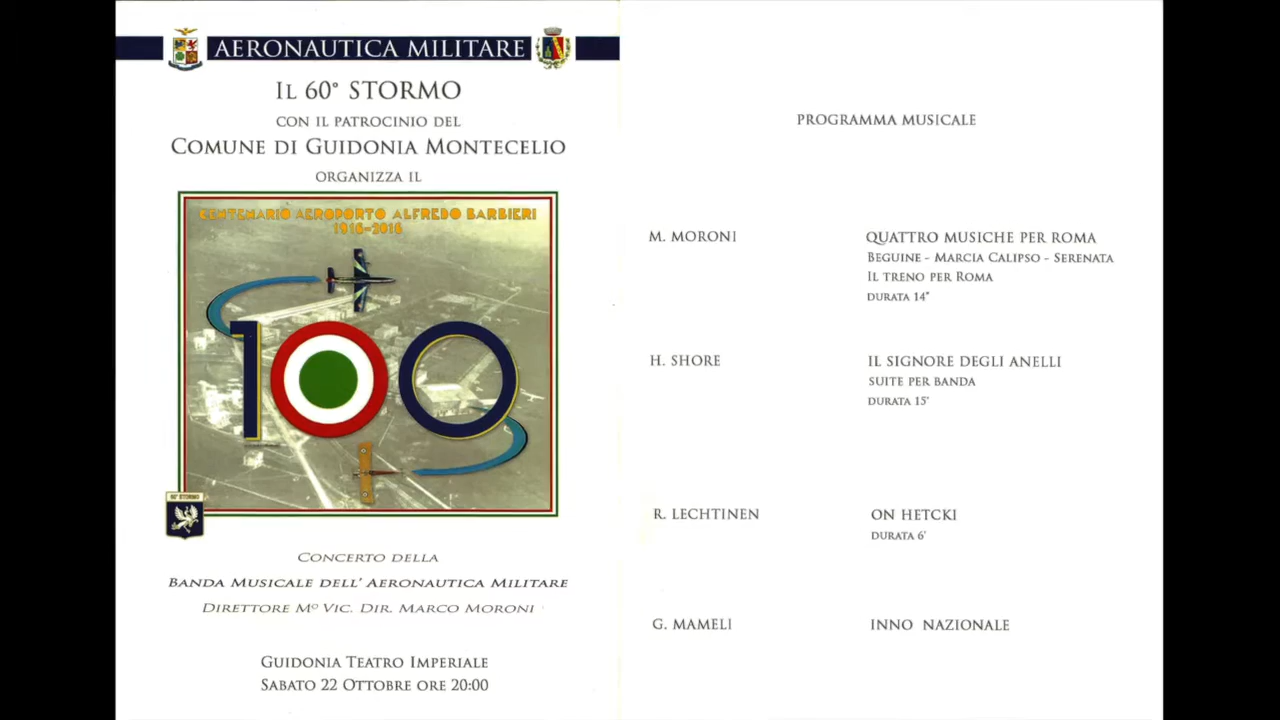 AERONAUTICA MILITARE
IL 60° STORMO
CON IL PATROCINIO DEL
COMUNE DI GUIDONIA MONTECELIO
ORGANIZZA IL
CENTENARIO AEROPORTO ALFREDO BARBIERI
1916-2016
100
60° STORMO
CONCERTO DELLA
BANDA MUSICALE DELL' AERONAUTICA MILITARE
DIRETTORE Mº VIC. DIR. MARCO MORONI
GUIDONIA TEATRO IMPERIALE
SABATO 22 OTTOBRE ORE 20:00
PROGRAMMA MUSICALE
M. MORONI QUATTRO MUSICHE PER ROMA
BEGUINE - MARCIA CALIPSO - SERENATA
IL TRENO PER ROMA
DURATA 14"
H. SHORE IL SIGNORE DEGLI ANELLI
SUITE PER BANDA
DURATA 15'
R. LECHTINEN ON HETCKI
DURATA 6'
G. MAMELI INNO NAZIONALE